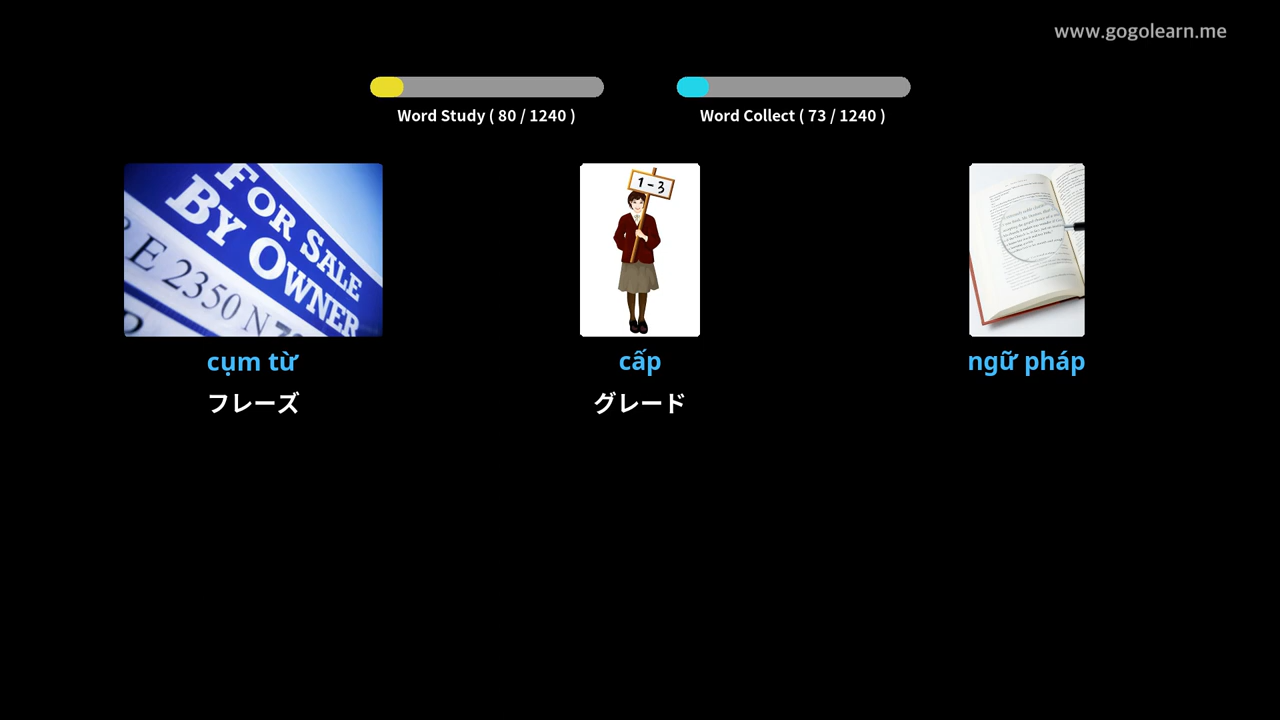 www.gogolearn.me
Word Study ( 80 / 1240 )
Word Collect ( 73 / 1240 )
FOR SALE
BY OWNER
E 2350 N
1-3
cụm từ
cấp
ngữ pháp
フレーズ
グレード